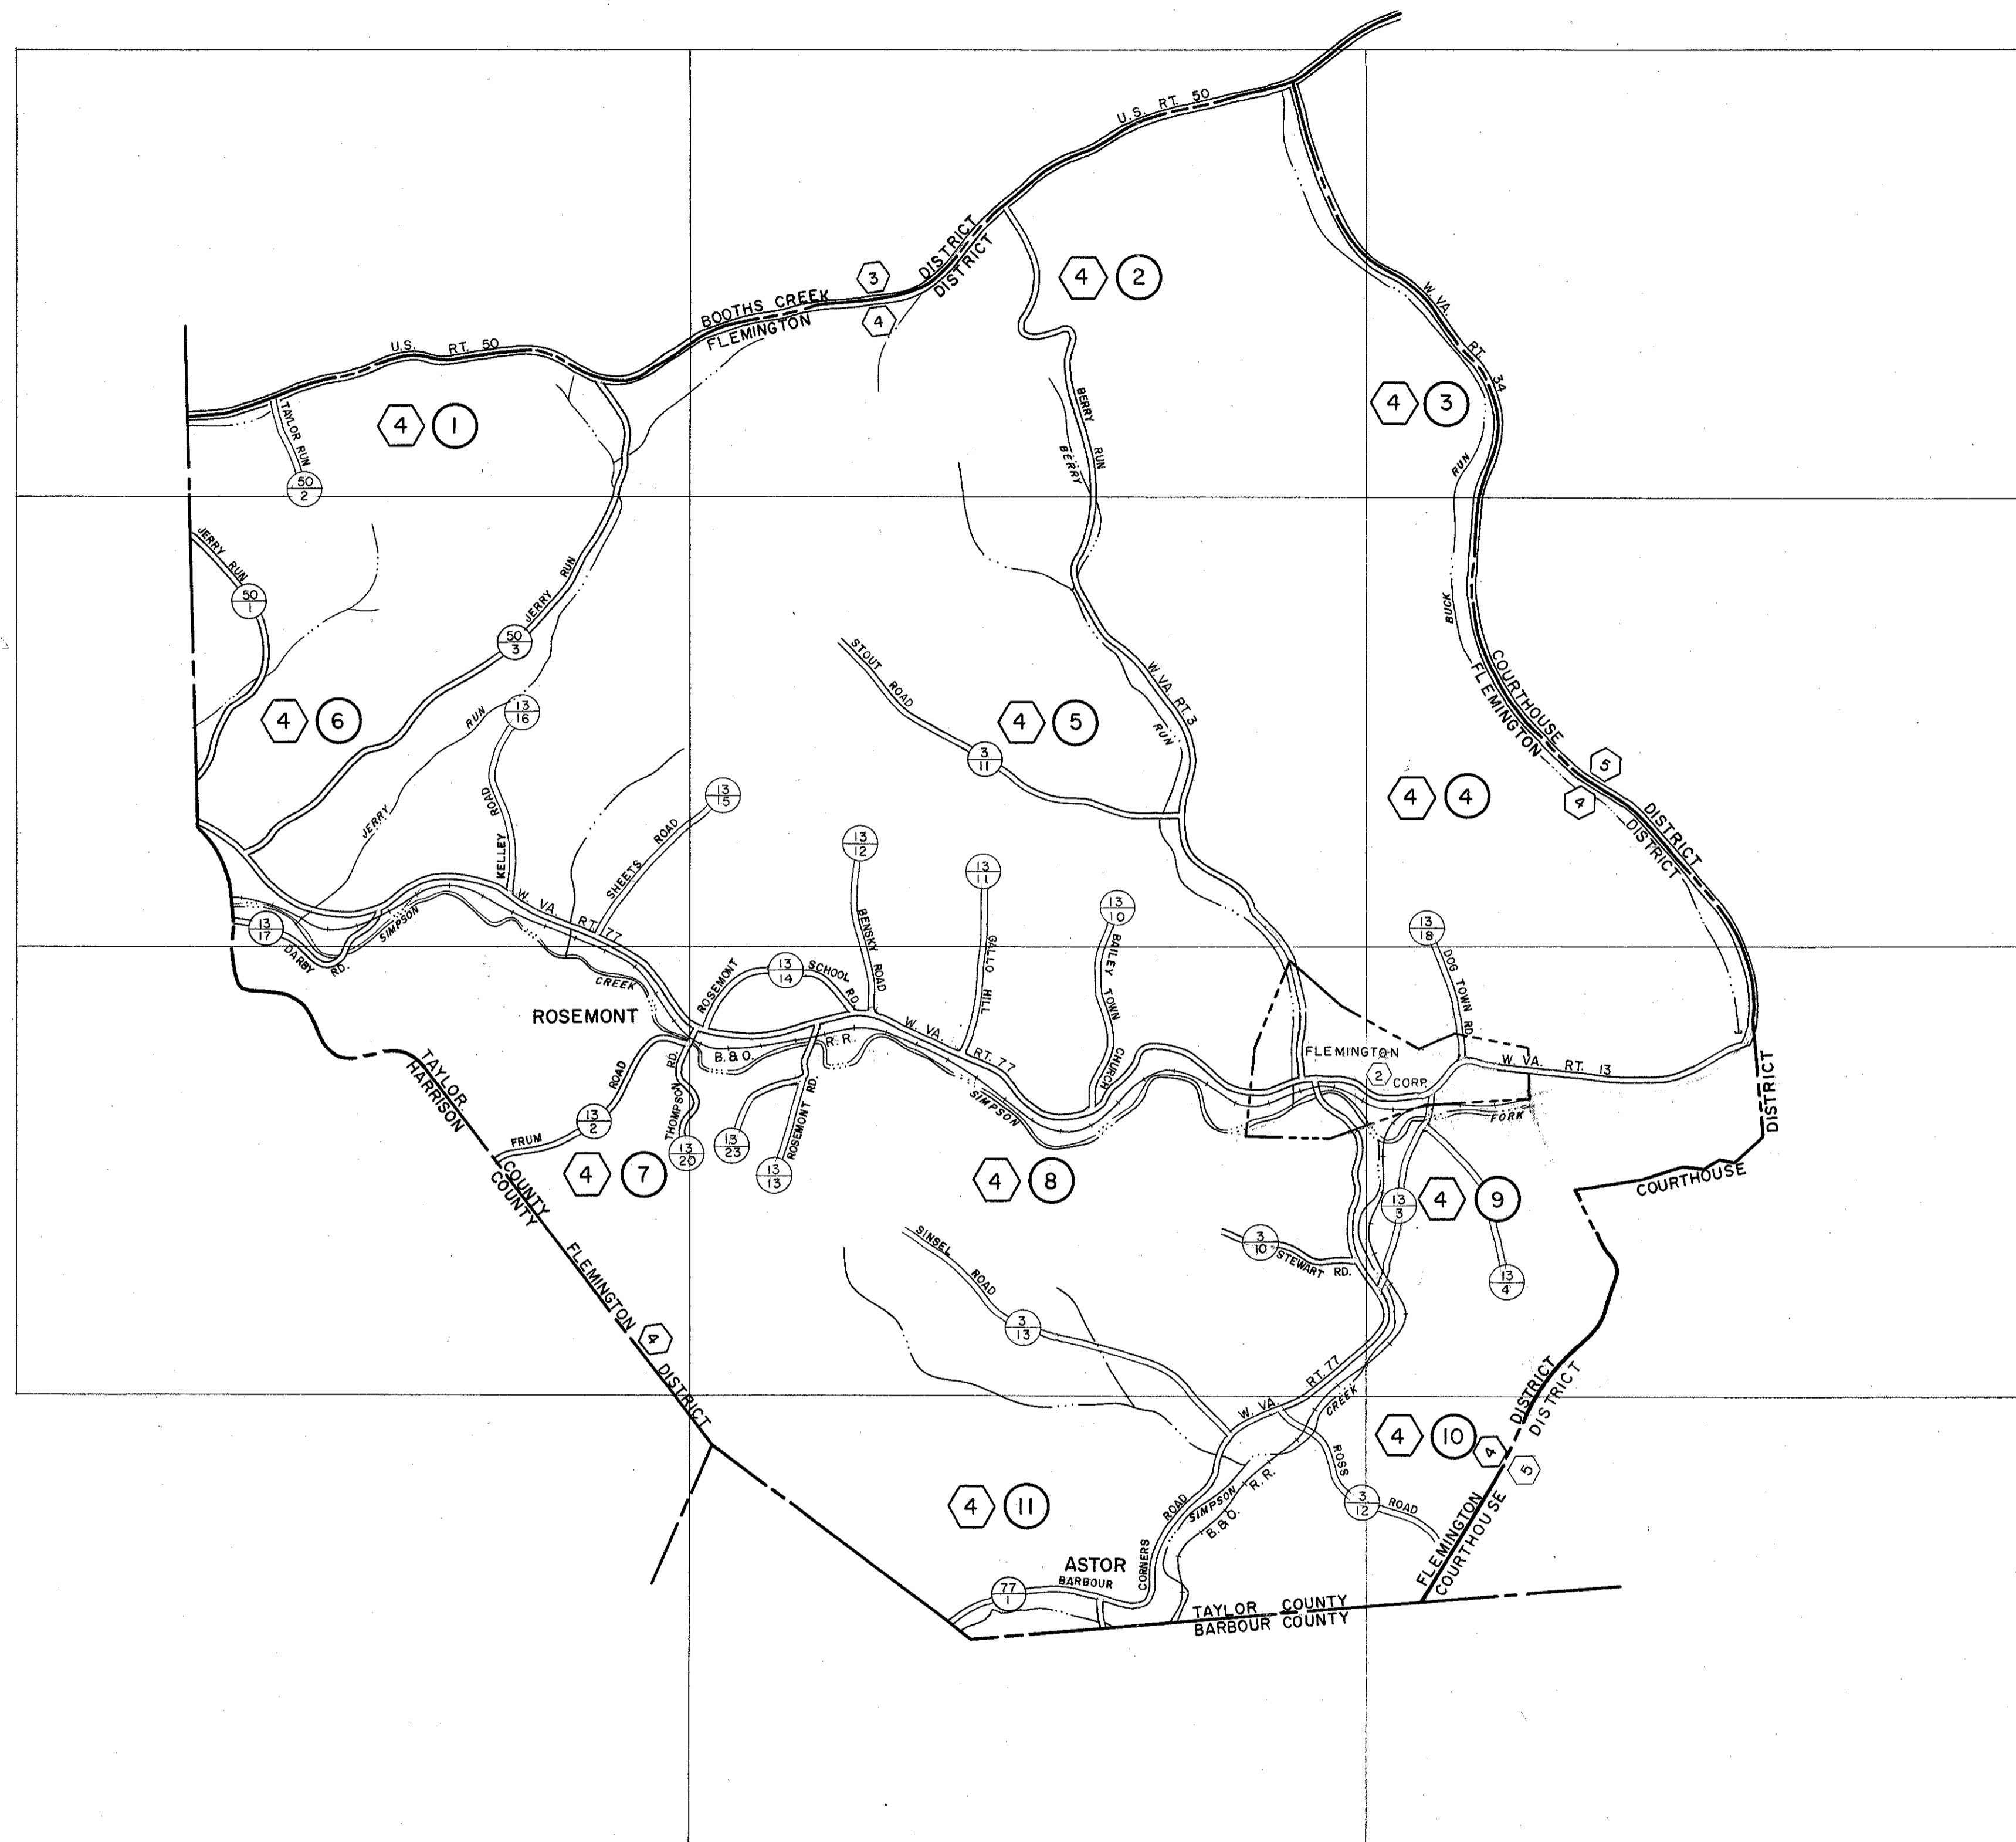 U.S. RT. 50
DISTRICT
DISTRICT
3
4
4 2
BOOTHS CREEK
FLEMINGTON
U.S. RT. 50
W. VA. RT. 34
4 3
4 1
TAYLOR RUN
50
2
BERRY RUN
BERRY
RUN
BUCK
JERRY RUN
50
1
JERRY RUN
50
3
STOUT ROAD
3
11
W. VA. RT. 3
RUN
COURTHOUSE
FLEMINGTON
4 6
4 5
4 4
5
4
DISTRICT
DISTRICT
13
16
RUN
JERRY
KELLEY ROAD
SHEETS ROAD
13
15
13
12
13
11
13
10
13
18
W. VA. RT. 77
BENSKY ROAD
GALLO HILL
BAILEY TOWN
CHURCH
DOG TOWN RD.
13
17
DARBY RD.
SIMPSON
CREEK
ROSEMONT
ROSEMONT SCHOOL RD.
13
14
W. VA. RT. 77
B. & O. R. R.
SIMPSON
FLEMINGTON
2
CORP.
W. VA. RT. 13
FORK
DISTRICT
COURTHOUSE
TAYLOR
HARRISON
FRUM ROAD
13
2
THOMPSON RD.
13
20
13
23
ROSEMONT RD.
13
13
4 7
4 8
13
3
4 9
13
4
COUNTY
COUNTY
FLEMINGTON
4
DISTRICT
SINSEL ROAD
3
13
3
10
STEWART RD.
W. VA. RT. 77
CREEK
DISTRICT
DISTRICT
4 10
4
5
ROSS ROAD
3
12
FLEMINGTON
COURTHOUSE
4 11
SIMPSON
B. & O. R. R.
ASTOR
BARBOUR CORNERS ROAD
77
1
TAYLOR COUNTY
BARBOUR COUNTY